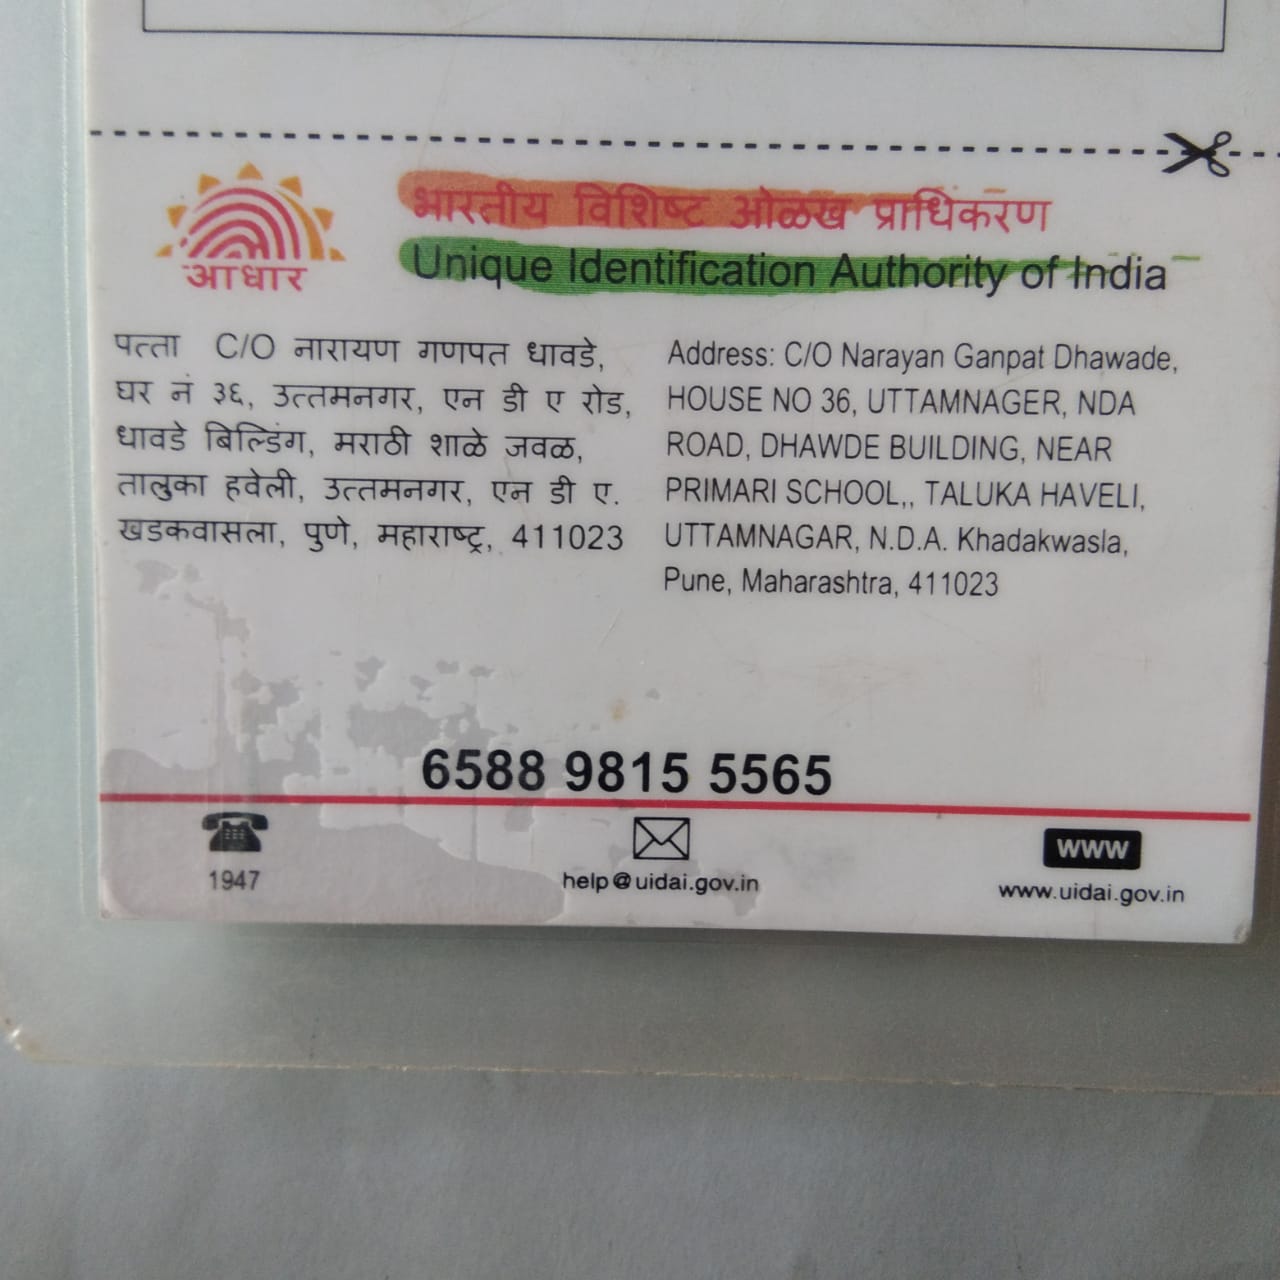 भारतीय विशिष्ट ओळख प्राधिकरण
Unique Identification Authority of India
आधार
पत्ता C/O नारायण गणपत धावडे,
घर नं ३६, उत्तमनगर, एन डी ए रोड,
धावडे बिल्डिंग, मराठी शाळे जवळ,
तालुका हवेली, उत्तमनगर, एन डी ए.
खडकवासला, पुणे, महाराष्ट्र, 411023
Address: C/O Narayan Ganpat Dhawade,
HOUSE NO 36, UTTAMNAGER, NDA
ROAD, DHAWDE BUILDING, NEAR
PRIMARI SCHOOL,, TALUKA HAVELI,
UTTAMNAGAR, N.D.A. Khadakwasla,
Pune, Maharashtra, 411023
6588 9815 5565
1947
help@uidai.gov.in
www
www.uidai.gov.in